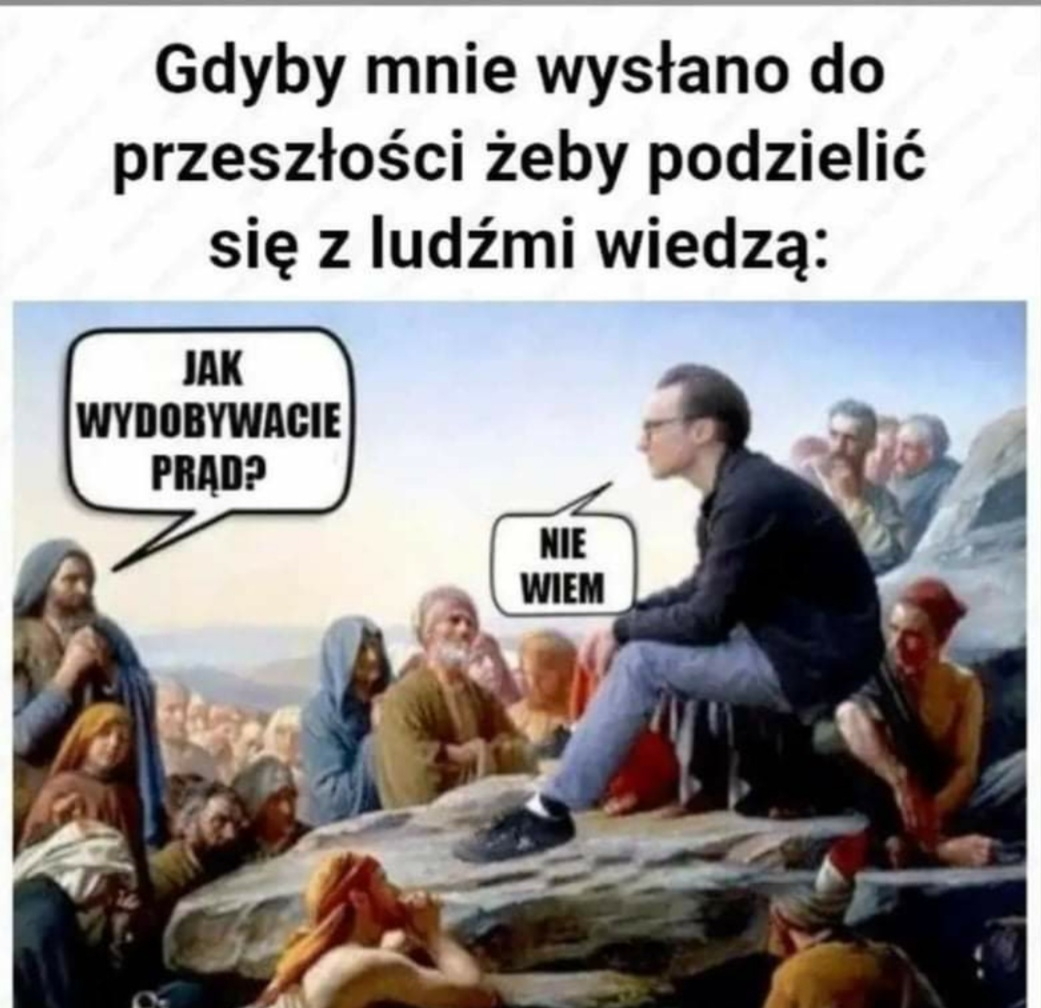 Gdyby mnie wysłano do
przeszłości żeby podzielić
się z ludźmi wiedzą:
JAK
WYDOBYWACIE
PRĄD?
NIE
WIEM